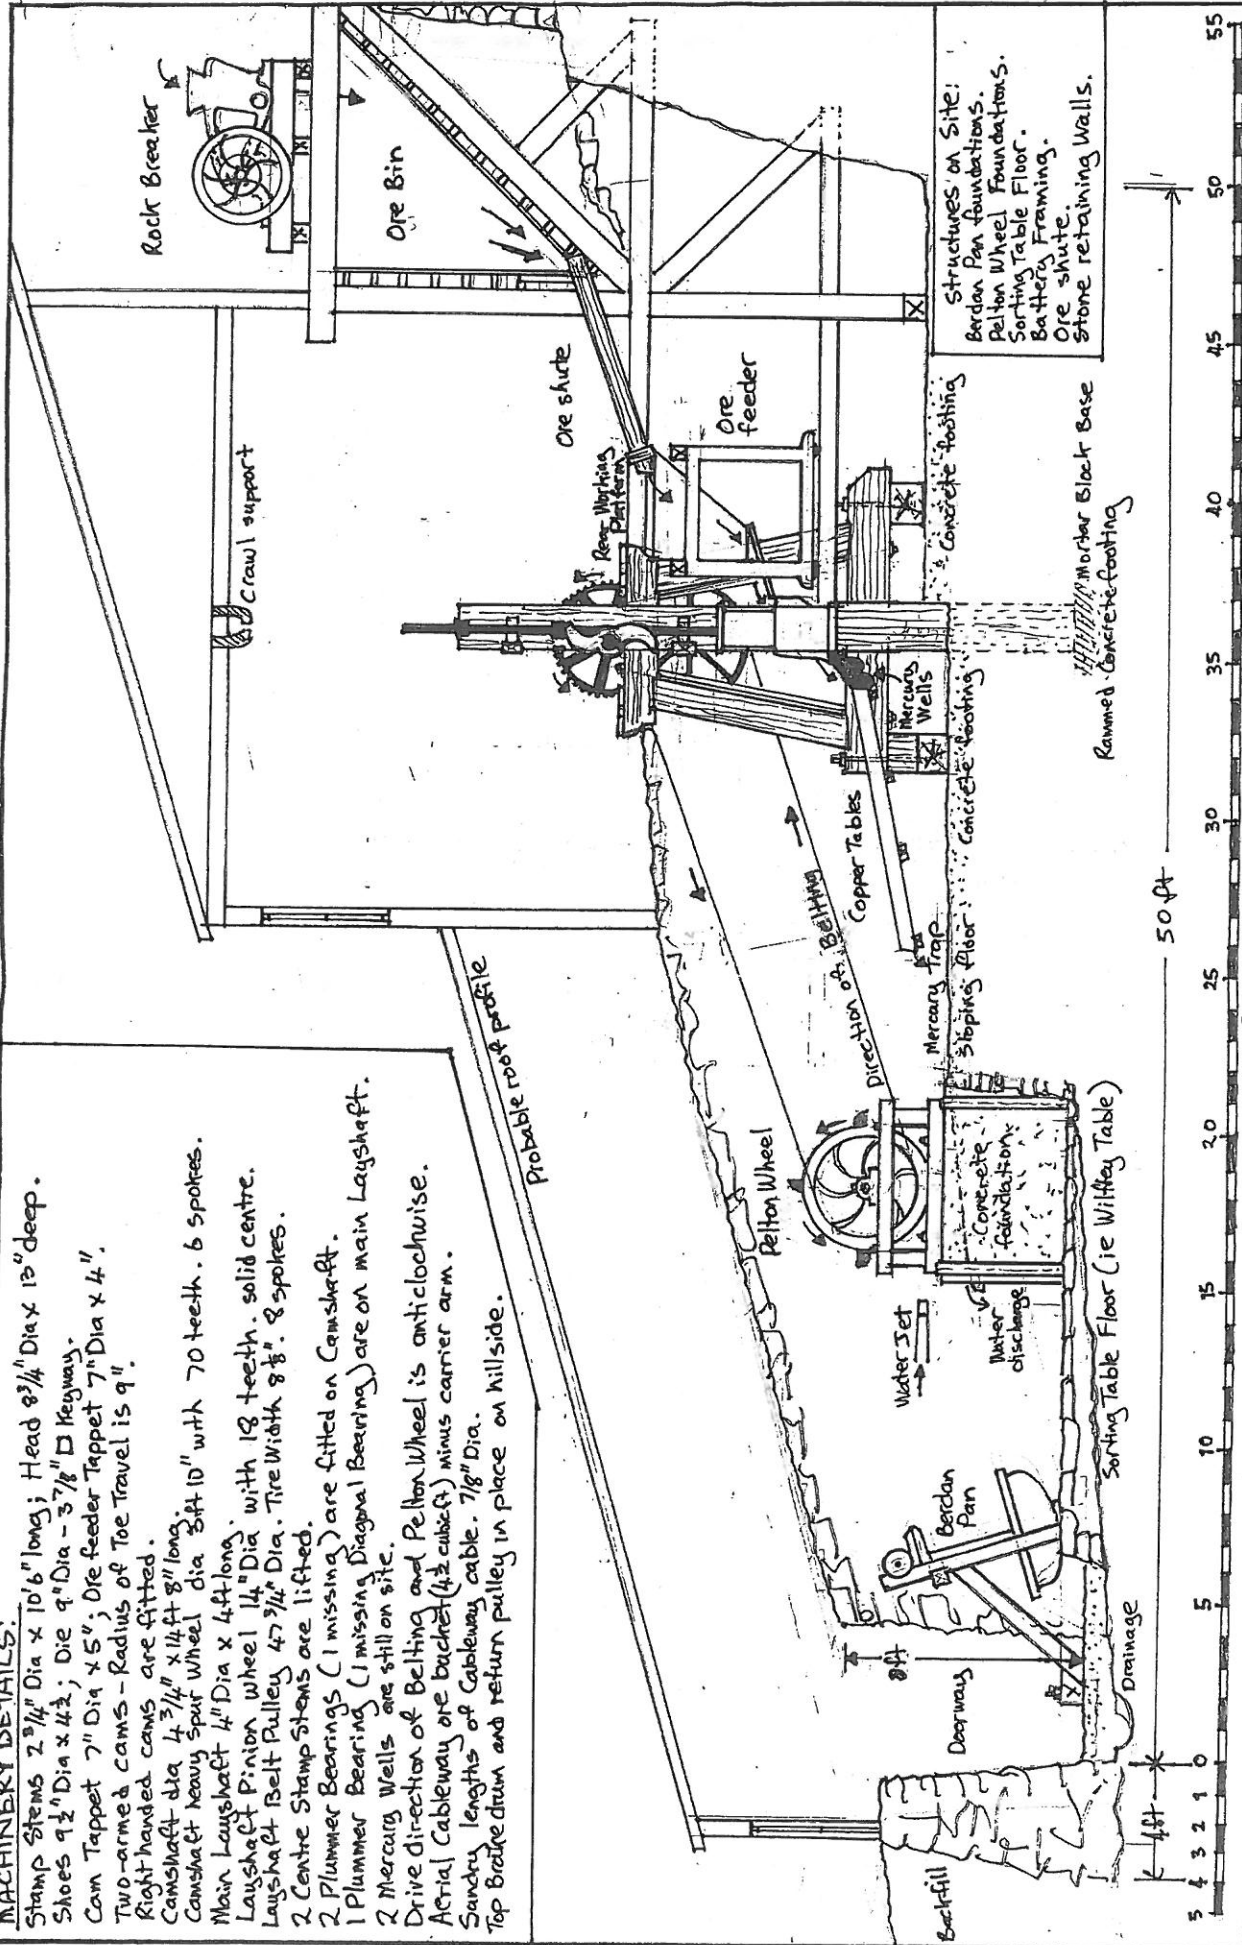 MACHINERY DETAILS:
Stamp Stems 2 3/4" Dia x 10'6" long; Head 8 3/4" Dia x 13" deep.
Shoes 9 1/2" Dia x 4 1/2; Die 9" Dia - 3 7/8" □ Keyway.
Cam Tappet 7" Dia x 5"; Ore feeder Tappet 7" Dia x 4".
Two-armed cams - Radius of Toe Travel is 9".
Right handed cams are fitted.
Camshaft dia 4 3/4" x 14ft 8" long.
Camshaft heavy Spur Wheel dia 3ft 10" with 70 teeth. 6 spokes.
Main Layshaft 4" Dia x 4ft long.
Layshaft Pinion Wheel 14" Dia with 18 teeth. solid centre.
Layshaft Belt Pulley 47 3/4" Dia. Tire Width 8 1/8". 8 spokes.
2 Centre Stamp Stems are lifted.
2 Plummer Bearings (1 missing) are fitted on Camshaft.
1 Plummer Bearing (1 missing Diagonal Bearing) are on main Layshaft.
2 Mercury Wells are still on site.
Drive direction of Belting and Pelton Wheel is anticlockwise.
Aerial Cableway ore bucket (4 1/2 cubic ft) minus carrier arm.
Sundry lengths of Cableway cable. 7/8" Dia.
Top Brake drum and return pulley in place on hillside.
Rock Breaker
Ore Bin
Crawl support
Ore shute
Rear Working
Platform
Ore
feeder
Probable roof profile
Pelton Wheel
Direction of Belting
Copper Tables
Mercury
Wells
Mercury Trap
Sloping floor
Concrete footing
Concrete footing
Mortar Block Base
Rammed Concrete footing
Structures on Site:
Berdan Pan foundations.
Pelton Wheel Foundations.
Sorting Table Floor.
Battery Framing.
Ore shute.
Stone retaining Walls.
Water Jet
Water
discharge
Concrete
foundation
Sorting Table Floor (ie Wilfley Table)
Berdan
Pan
8ft
Doorway
Drainage
Backfill
4ft
50 ft
5 4 3 2 1 0 5 10 15 20 25 30 35 40 45 50 55